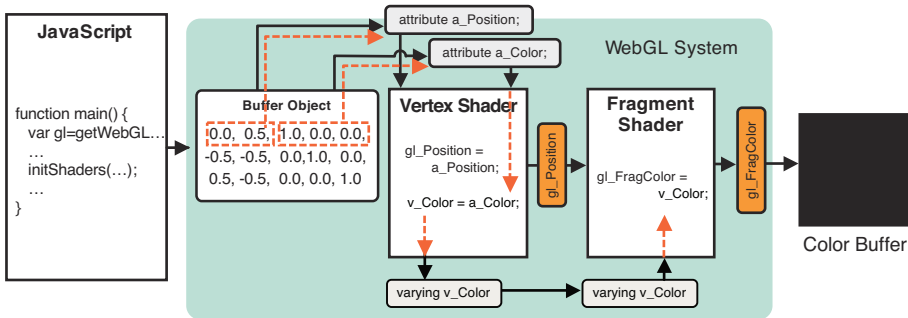 JavaScript
function main() {
var gl=getWebGL…
…
initShaders(…);
…
}
attribute a_Position;
attribute a_Color;
WebGL System
Buffer Object
0.0, 0.5, 1.0, 0.0, 0.0,
-0.5, -0.5, 0.0,1.0, 0.0,
0.5, -0.5, 0.0, 0.0, 1.0
Vertex Shader
gl_Position =
a_Position;
v_Color = a_Color;
gl_Position
Fragment
Shader
gl_FragColor =
v_Color;
gl_FragColor
Color Buffer
varying v_Color
varying v_Color